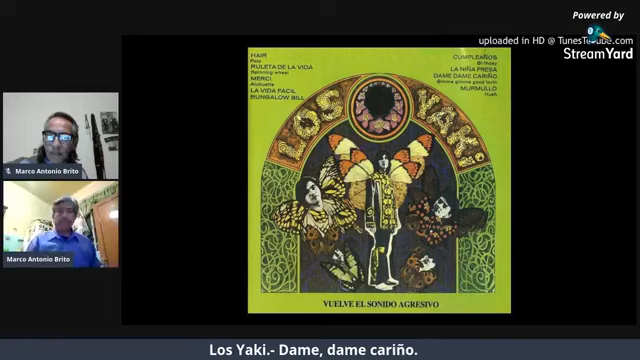 Powered by
StreamYard
uploaded in HD @ TunesToTube.com
HAIR
Pelo
RULETA DE LA VIDA
Spinning wheel
MERCI
Alouette
LA VIDA FACIL
BUNGALOW BILL
CUMPLEAÑOS
Birthday
LA NIÑA FRESA
DAME DAME CARIÑO
Gimme gimme good lovin
MURMULLO
Hush
LOS YAKI
VUELVE EL SONIDO AGRESIVO
Marco Antonio Brito
Marco Antonio Brito
Los Yaki.- Dame, dame cariño.